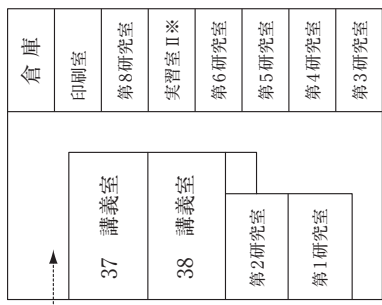 倉庫
印刷室
第8研究室
実習室Ⅱ※
第6研究室
第5研究室
第4研究室
第3研究室
37 講義室
38 講義室
第2研究室
第1研究室